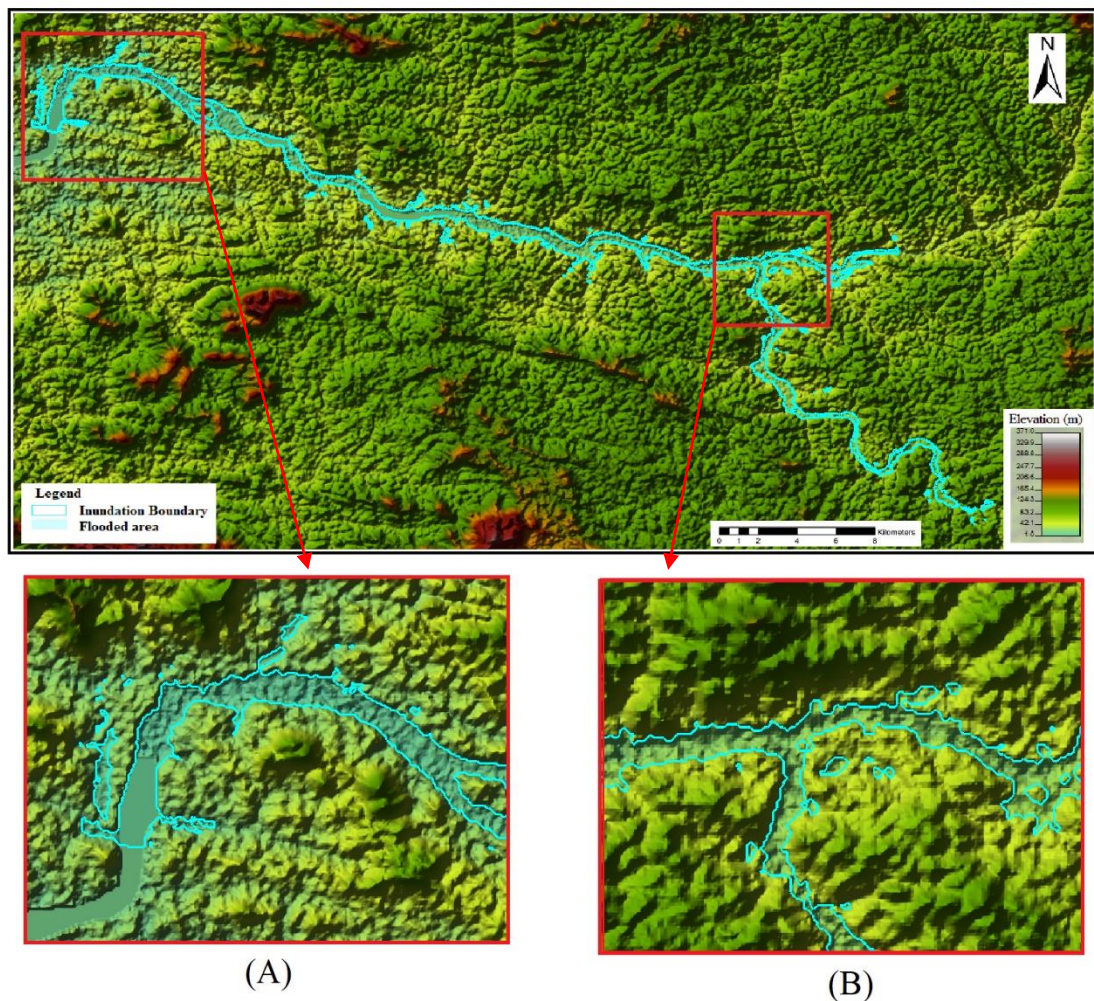 N
Elevation (m)
371.0
329.9
288.8
247.7
206.6
165.4
124.3
83.2
42.1
1.0
Legend
Inundation Boundary
Flooded area
0 1 2 4 6 8
Kilometers
(A)
(B)